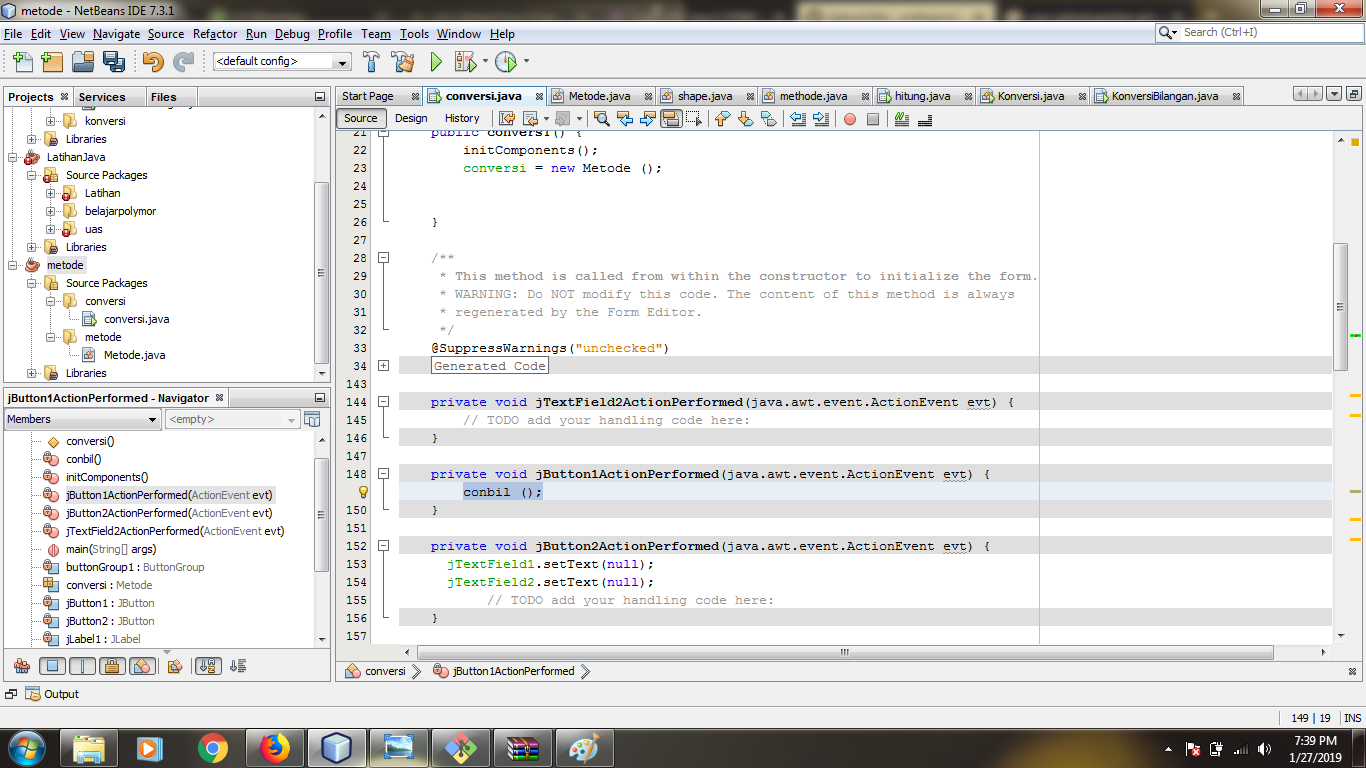 metode - NetBeans IDE 7.3.1
File Edit View Navigate Source Refactor Run Debug Profile Team Tools Window Help
Search (Ctrl+I)
<default config>
Projects Services Files
konversi
Libraries
LatihanJava
Source Packages
Latihan
belajarpolymor
uas
Libraries
metode
Source Packages
conversi
conversi.java
metode
Metode.java
Libraries
jButton1ActionPerformed - Navigator
Members <empty>
conversi()
conbil()
initComponents()
jButton1ActionPerformed(ActionEvent evt)
jButton2ActionPerformed(ActionEvent evt)
jTextField2ActionPerformed(ActionEvent evt)
main(String[] args)
buttonGroup1 : ButtonGroup
conversi : Metode
jButton1 : JButton
jButton2 : JButton
jLabel1 : JLabel
Start Page conversi.java Metode.java shape.java methode.java hitung.java Konversi.java KonversiBilangan.java
Source Design History
21 public conversi() {
22 initComponents();
23 conversi = new Metode ();
24
25
26 }
27
28 /**
29 * This method is called from within the constructor to initialize the form.
30 * WARNING: Do NOT modify this code. The content of this method is always
31 * regenerated by the Form Editor.
32 */
33 @SuppressWarnings("unchecked")
34 Generated Code
143
144 private void jTextField2ActionPerformed(java.awt.event.ActionEvent evt) {
145 // TODO add your handling code here:
146 }
147
148 private void jButton1ActionPerformed(java.awt.event.ActionEvent evt) {
conbil ();
150 }
151
152 private void jButton2ActionPerformed(java.awt.event.ActionEvent evt) {
153 jTextField1.setText(null);
154 jTextField2.setText(null);
155 // TODO add your handling code here:
156 }
157
conversi jButton1ActionPerformed
Output
149 | 19 INS
7:39 PM
1/27/2019